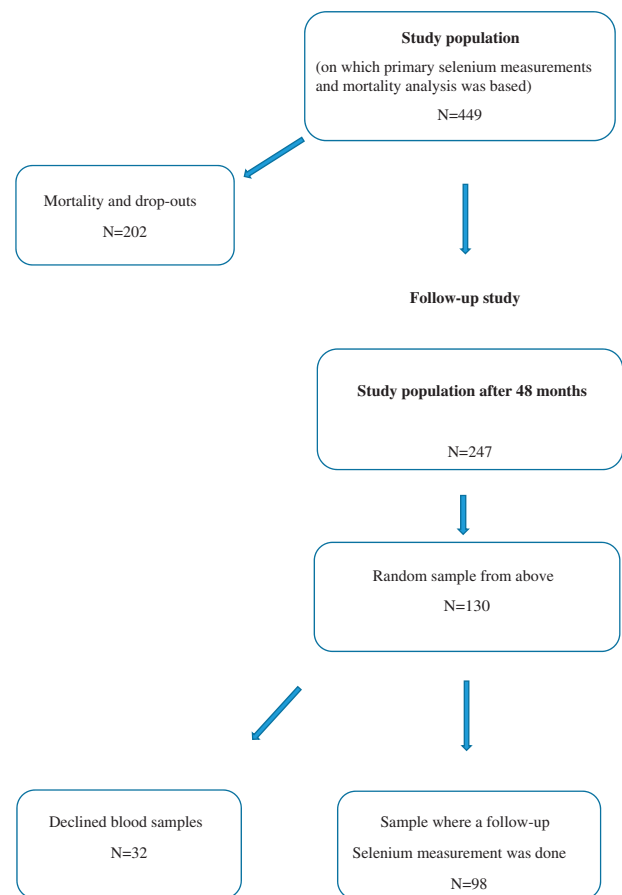 Study population
(on which primary selenium measurements
and mortality analysis was based)
N=449
Mortality and drop-outs
N=202
Follow-up study
Study population after 48 months
N=247
Random sample from above
N=130
Declined blood samples
N=32
Sample where a follow-up
Selenium measurement was done
N=98